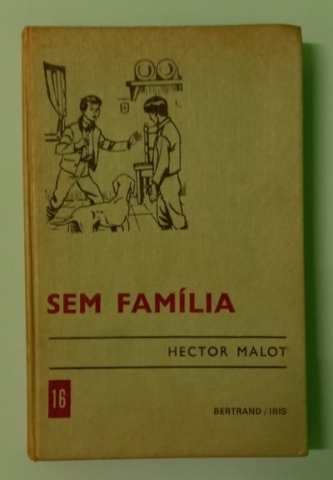 SEM FAMÍLIA
HECTOR MALOT
16
BERTRAND/IBIS